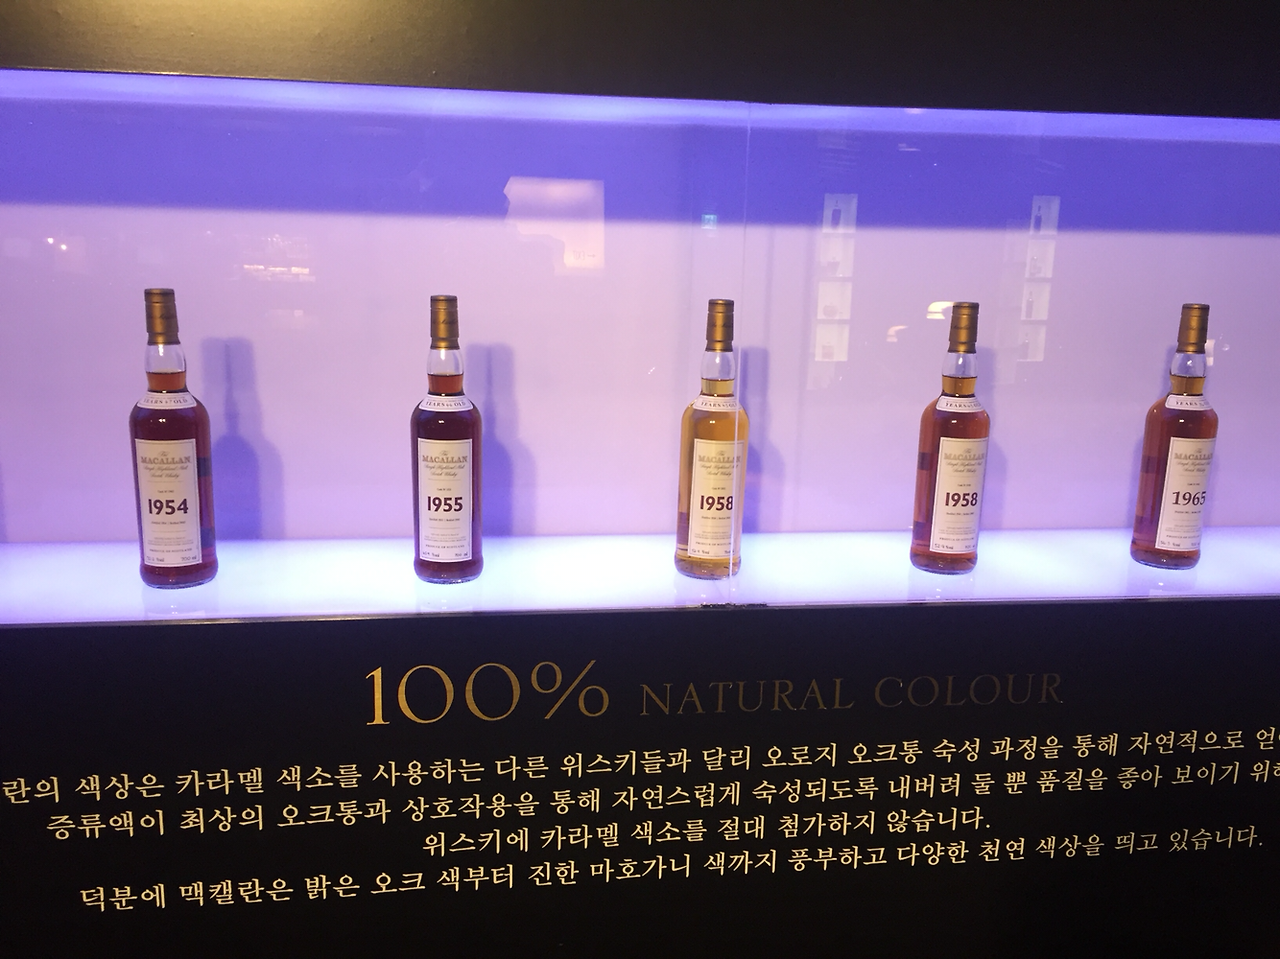 MACALLAN
1954
MACALLAN
1955
MACALLAN
1958
MACALLAN
1958
MACALLAN
1965
100% NATURAL COLOUR
란의 색상은 카라멜 색소를 사용하는 다른 위스키들과 달리 오로지 오크통 숙성 과정을 통해 자연적으로
증류액이 최상의 오크통과 상호작용을 통해 자연스럽게 숙성되도록 내버려 둘 뿐 품질을 좋아 보이기
위스키에 카라멜 색소를 절대 첨가하지 않습니다.
덕분에 맥캘란은 밝은 오크 색부터 진한 마호가니 색까지 풍부하고 다양한 천연 색상을 띄고 있습니다.